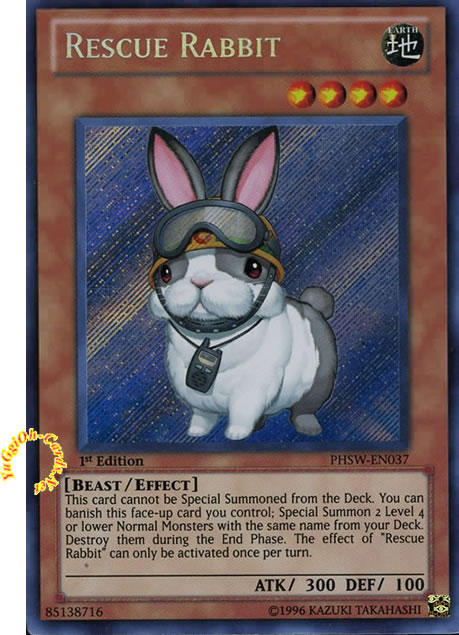 RESCUE RABBIT
EARTH
地
YuGgiOh-Cards.Net
1st Edition
PHSW-EN037
[BEAST/EFFECT]
This card cannot be Special Summoned from the Deck. You can
banish this face-up card you control; Special Summon 2 Level 4
or lower Normal Monsters with the same name from your Deck.
Destroy them during the End Phase. The effect of "Rescue
Rabbit" can only be activated once per turn.
ATK/ 300 DEF/ 100
85138716
©1996 KAZUKI TAKAHASHI